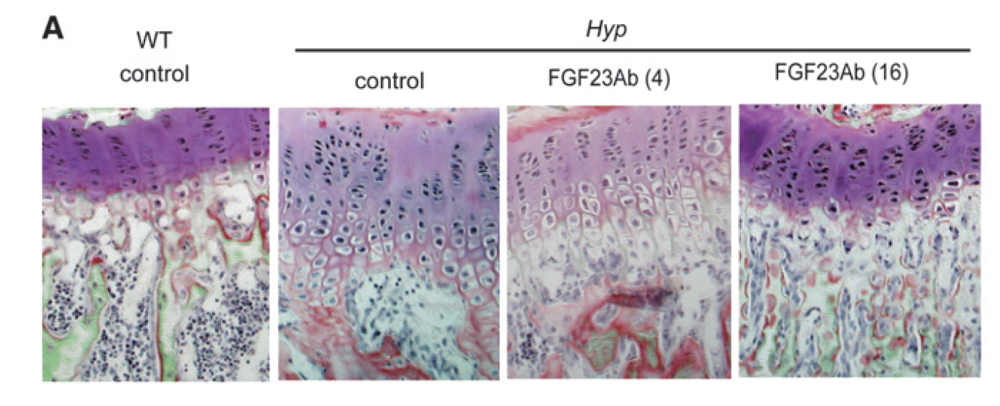 A
WT
control
Hyp
control
FGF23Ab (4)
FGF23Ab (16)